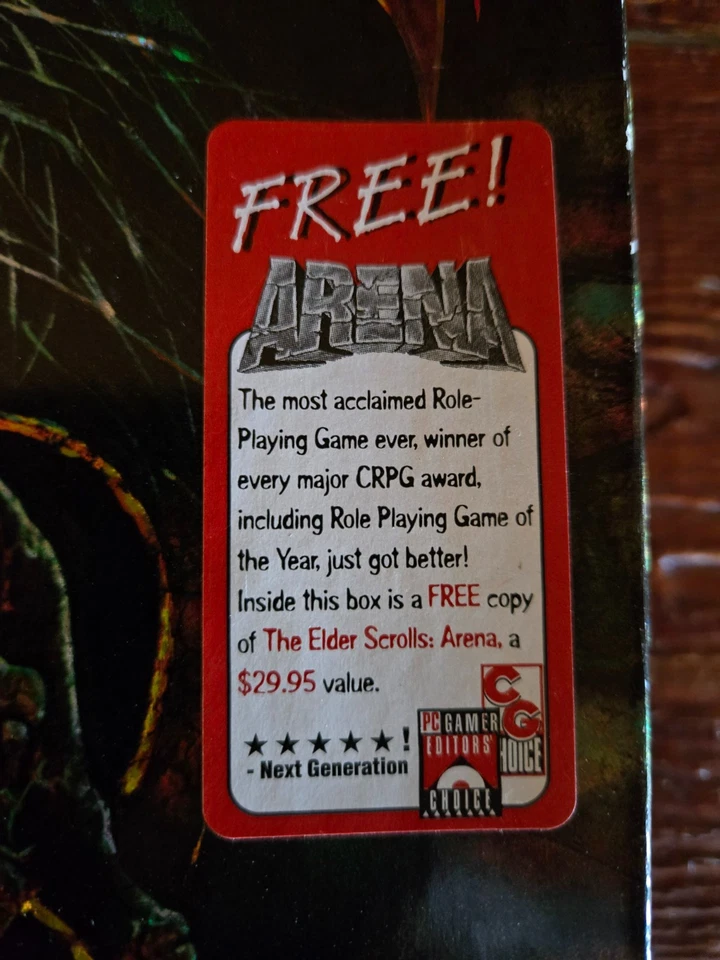 FREE!
ARENA
The most acclaimed Role-
Playing Game ever, winner of
every major CRPG award,
including Role Playing Game of
the Year, just got better!
Inside this box is a FREE copy
of The Elder Scrolls: Arena, a
$29.95 value.
★★★★★!
- Next Generation
PC GAMER
EDITORS'
CHOICE
CG
CHOICE